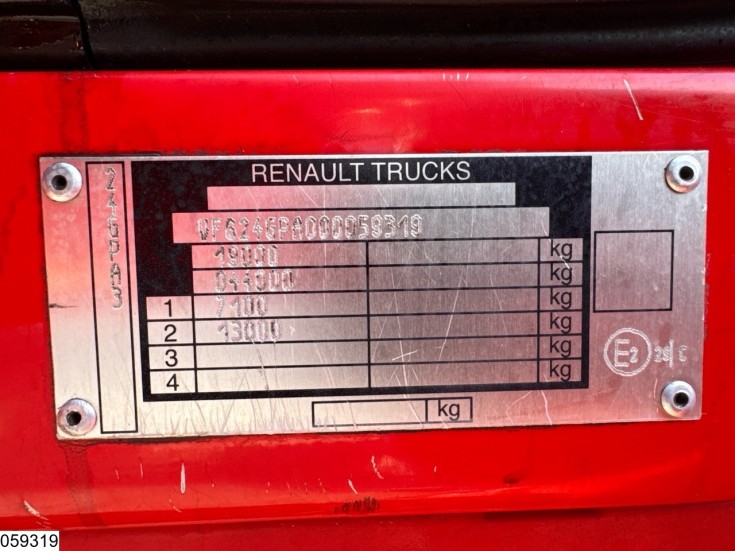 RENAULT TRUCKS
246PA3
VF624GPA000059319
19000 kg
044000 kg
1 7100 kg
2 13000 kg
3 kg
4 kg
kg
E2
059319